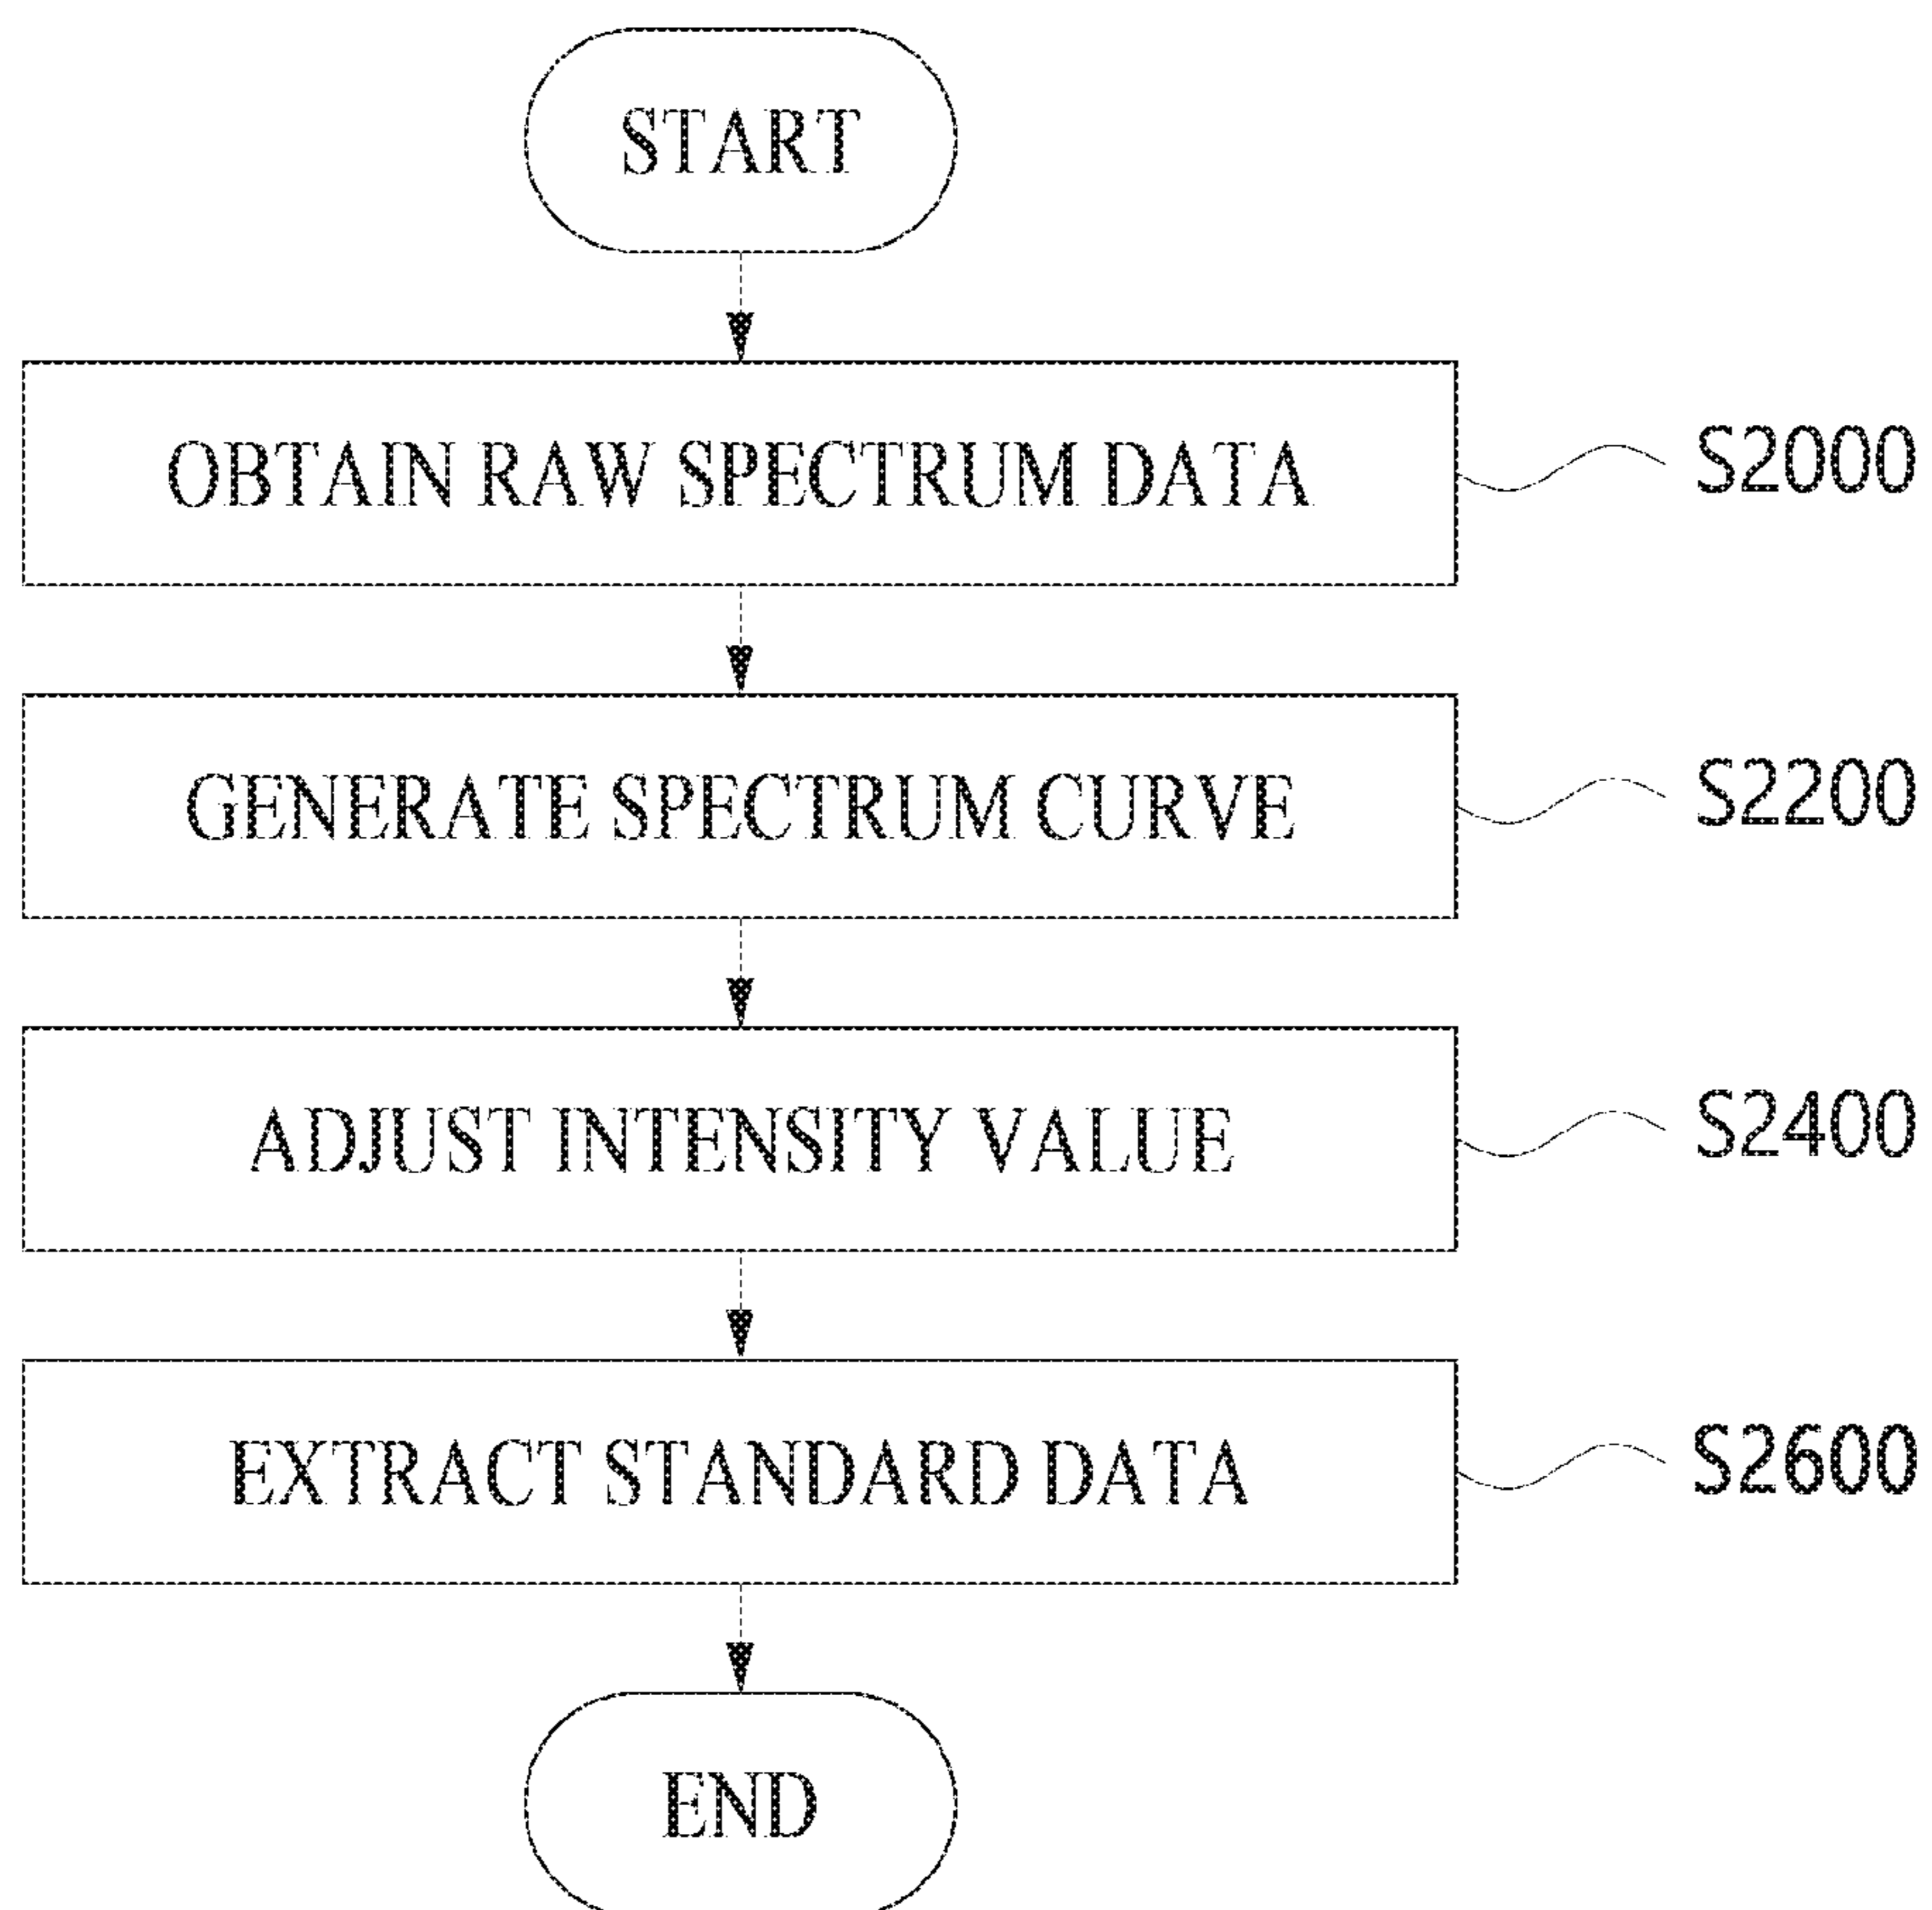 START
OBTAIN RAW SPECTRUM DATA
S2000
GENERATE SPECTRUM CURVE
S2200
ADJUST INTENSITY VALUE
S2400
EXTRACT STANDARD DATA
S2600
END